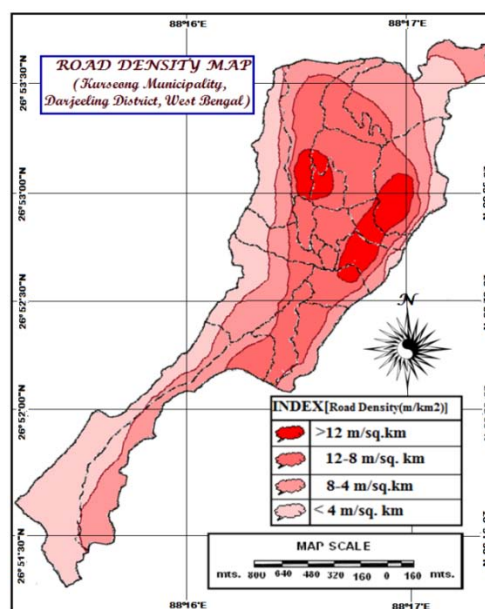 88°16'E
88°17'E
ROAD DENSITY MAP
(Kurseong Municipality,
Darjeeling District, West Bengal)
26°53'30"N
26°53'00"N
26°52'30"N
26°52'00"N
26°51'30"N
N
INDEX[Road Density(m/km2)]
>12 m/sq.km
12-8 m/sq. km
8-4 m/sq.km
< 4 m/sq. km
MAP SCALE
mts. 800 640 480 320 160 0 160 mts.
88°16'E
88°17'E